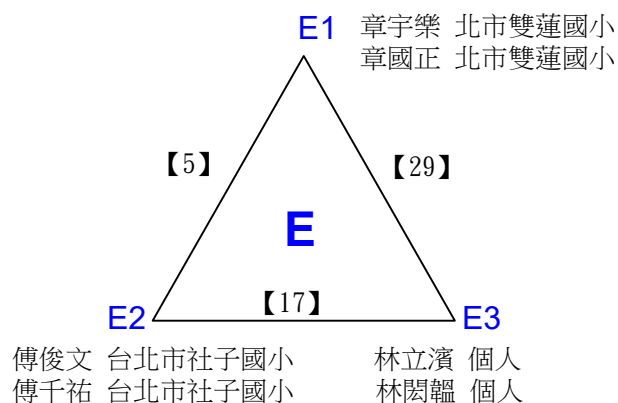 E1 章宇樂 北市雙蓮國小
章國正 北市雙蓮國小
【5】 【29】
E
【17】
E2 E3
傅俊文 台北市社子國小 林立濱 個人
傅千祐 台北市社子國小 林閎韞 個人